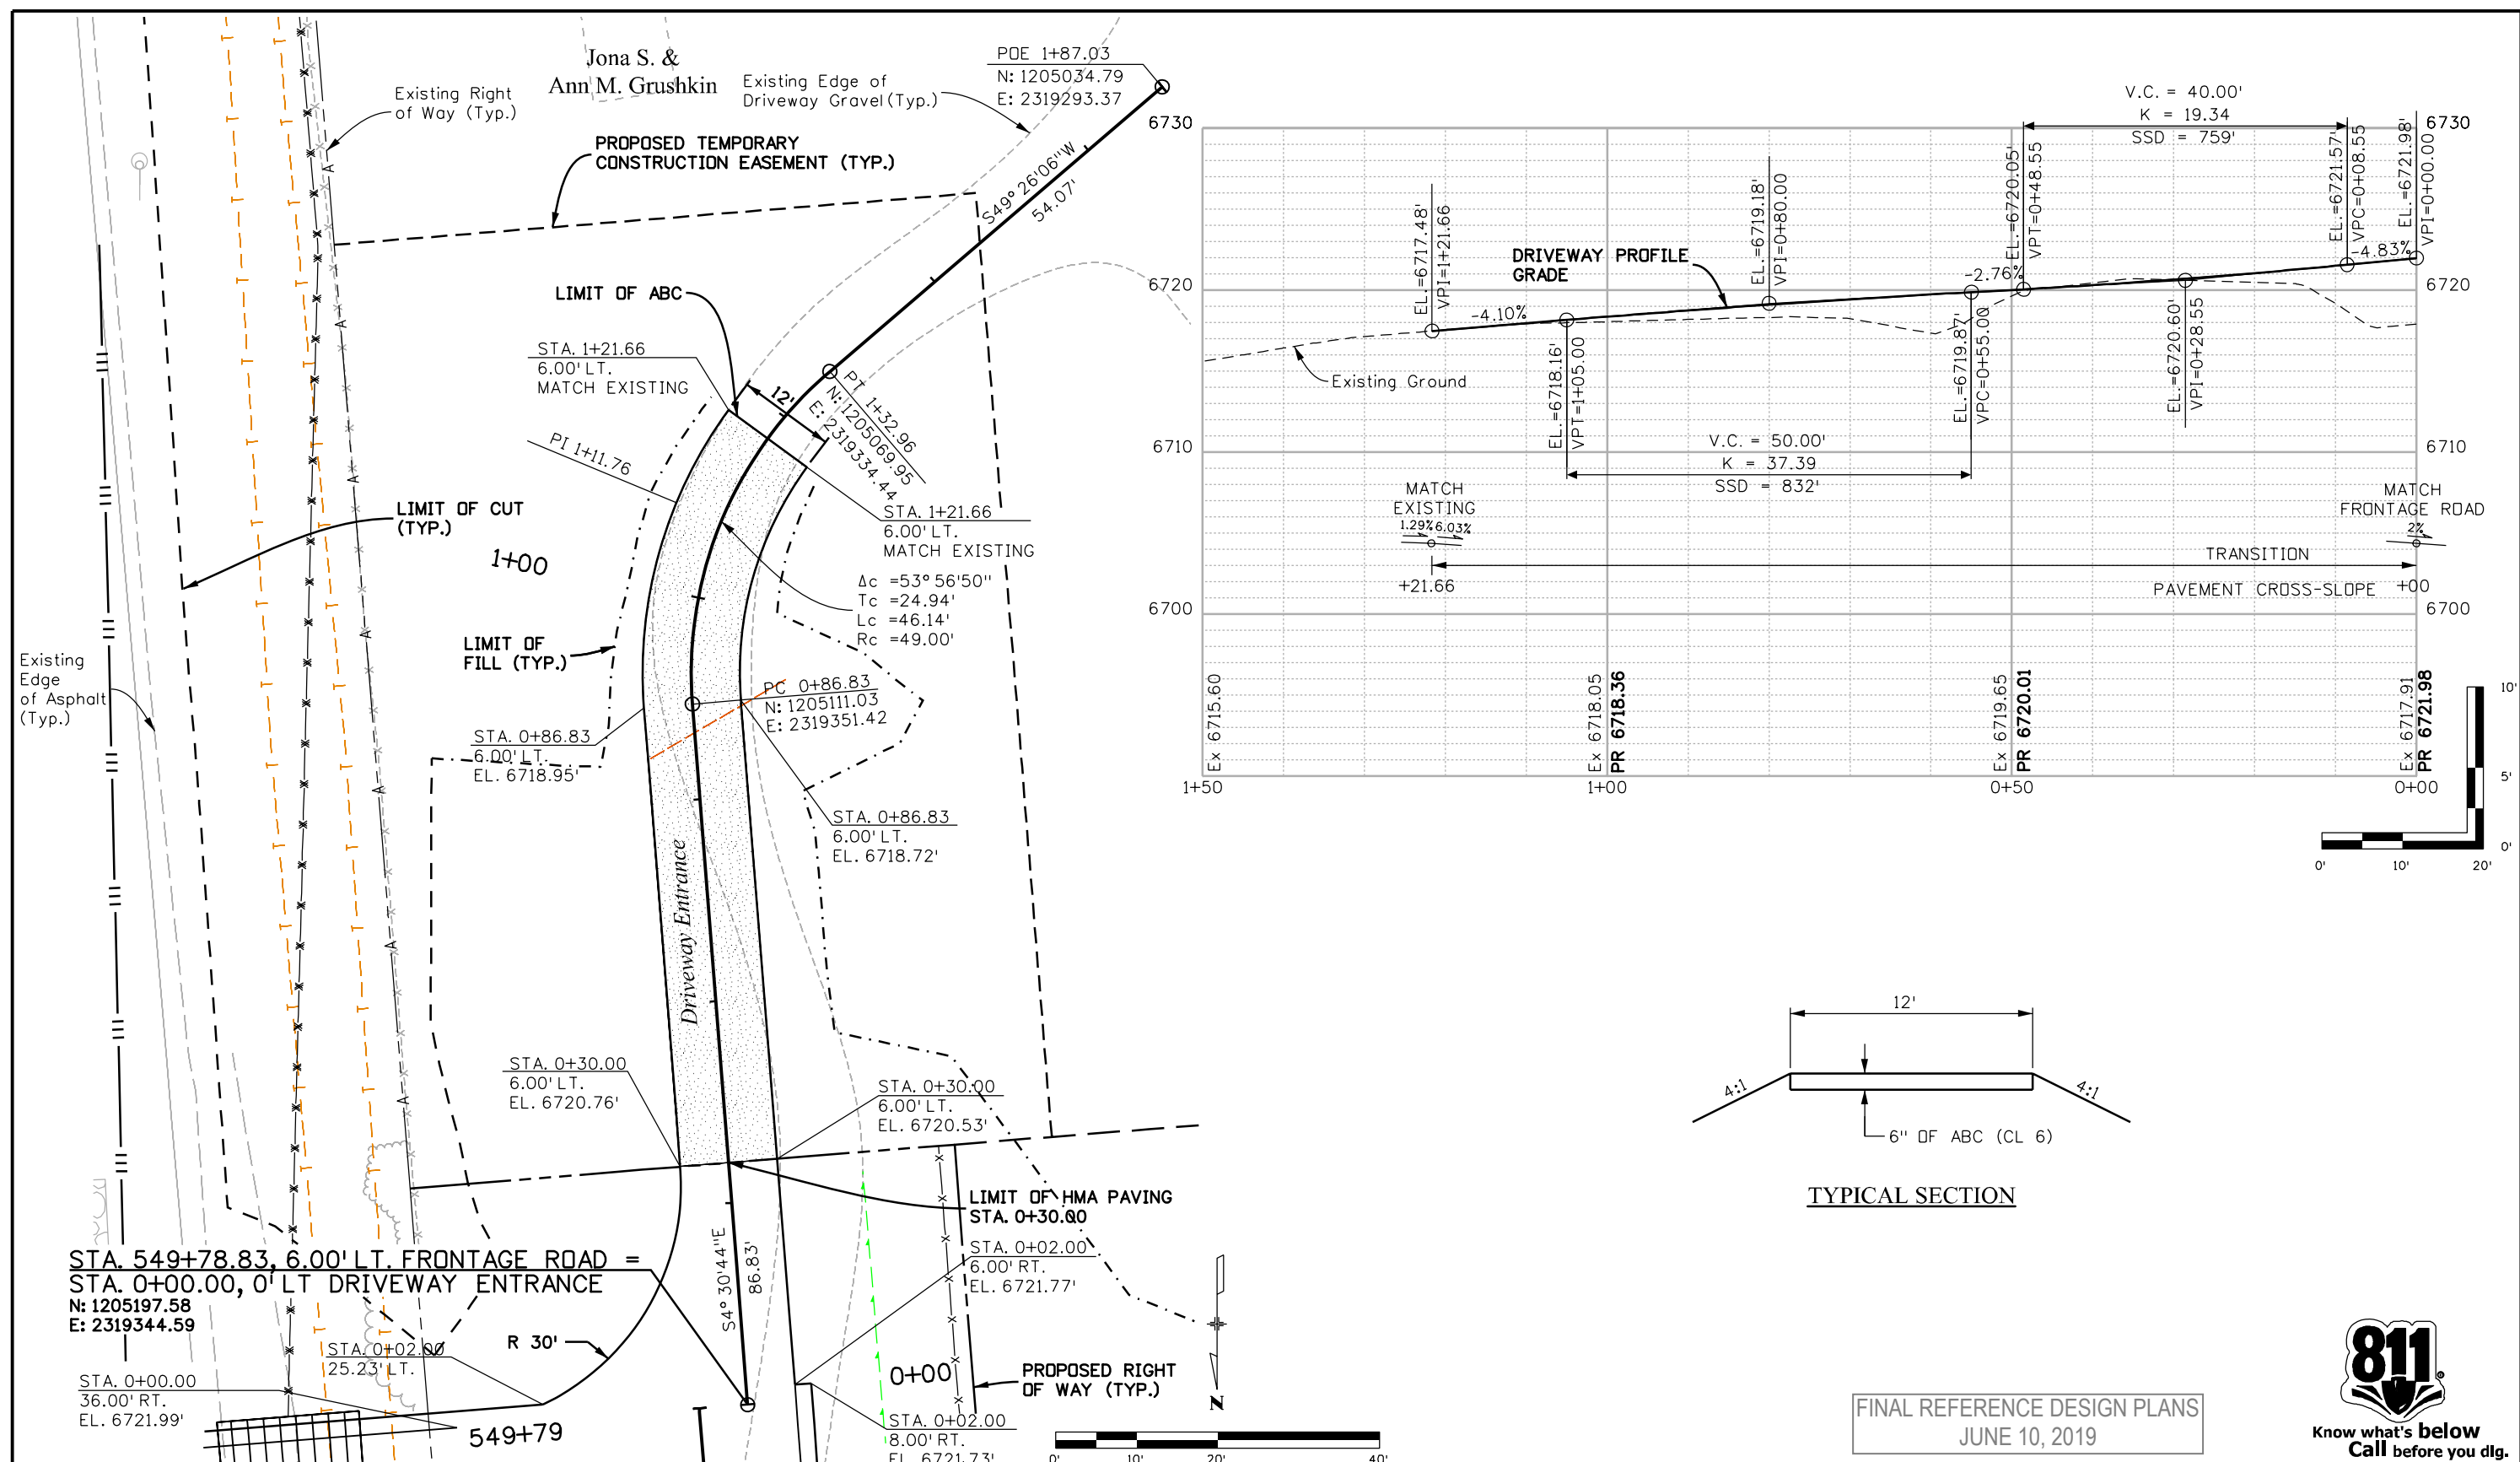 Jona S. &
Ann M. Grushkin
Existing Edge of
Driveway Gravel(Typ.)
POE 1+87.03
N: 1205034.79
E: 2319293.37
Existing Right
of Way (Typ.)
PROPOSED TEMPORARY
CONSTRUCTION EASEMENT (TYP.)
S49° 26'06"W
54.07'
LIMIT OF ABC
STA. 1+21.66
6.00' LT.
MATCH EXISTING
12'
PT 1+32.96
N: 1205069.95
E: 2319334.44
PI 1+11.76
LIMIT OF CUT
(TYP.)
1+00
STA. 1+21.66
6.00' LT.
MATCH EXISTING
Δc =53° 56'50"
Tc =24.94'
Lc =46.14'
Rc =49.00'
LIMIT OF
FILL (TYP.)
Existing
Edge
of Asphalt
(Typ.)
PC 0+86.83
N: 1205111.03
E: 2319351.42
STA. 0+86.83
6.00' LT.
EL. 6718.95'
STA. 0+86.83
6.00' LT.
EL. 6718.72'
Driveway Entrance
STA. 0+30.00
6.00' LT.
EL. 6720.76'
STA. 0+30.00
6.00' LT.
EL. 6720.53'
LIMIT OF HMA PAVING
STA. 0+30.00
S4° 30'44"E
86.83'
STA. 549+78.83, 6.00' LT. FRONTAGE ROAD =
STA. 0+00.00, 0' LT DRIVEWAY ENTRANCE
N: 1205197.58
E: 2319344.59
STA. 0+02.00
6.00' RT.
EL. 6721.77'
R 30'
STA. 0+02.00
25.23' LT.
STA. 0+00.00
36.00' RT.
EL. 6721.99'
549+79
0+00
PROPOSED RIGHT
OF WAY (TYP.)
STA. 0+02.00
8.00' RT.
EL. 6721.73'
N
0' 10' 20' 40'
A
A
A
A
A
A
A
A
V.C. = 40.00'
K = 19.34
SSD = 759'
6730
6730
6720
6720
6710
6710
6700
6700
EL.=6717.48'
VPI=1+21.66
EL.=6719.18'
VPI=0+80.00
EL.=6720.05'
VPT=0+48.55
EL.=6721.57'
VPC=0+08.55
EL.=6721.98'
VPI=0+00.00
DRIVEWAY PROFILE
GRADE
-4.10%
-2.76%
-4.83%
Existing Ground
EL.=6718.16'
VPT=1+05.00
EL.=6719.87'
VPC=0+55.00
EL.=6720.60'
VPI=0+28.55
V.C. = 50.00'
K = 37.39
SSD = 832'
MATCH
EXISTING
1.29% 6.03%
MATCH
FRONTAGE ROAD
2%
TRANSITION
+21.66
PAVEMENT CROSS-SLOPE +00
Ex 6715.60
Ex 6718.05
PR 6718.36
Ex 6719.65
PR 6720.01
Ex 6717.91
PR 6721.98
1+50 1+00 0+50 0+00
10'
5'
0'
0' 10' 20'
12'
4:1
4:1
6" OF ABC (CL 6)
TYPICAL SECTION
FINAL REFERENCE DESIGN PLANS
JUNE 10, 2019
811
Know what's below
Call before you dig.